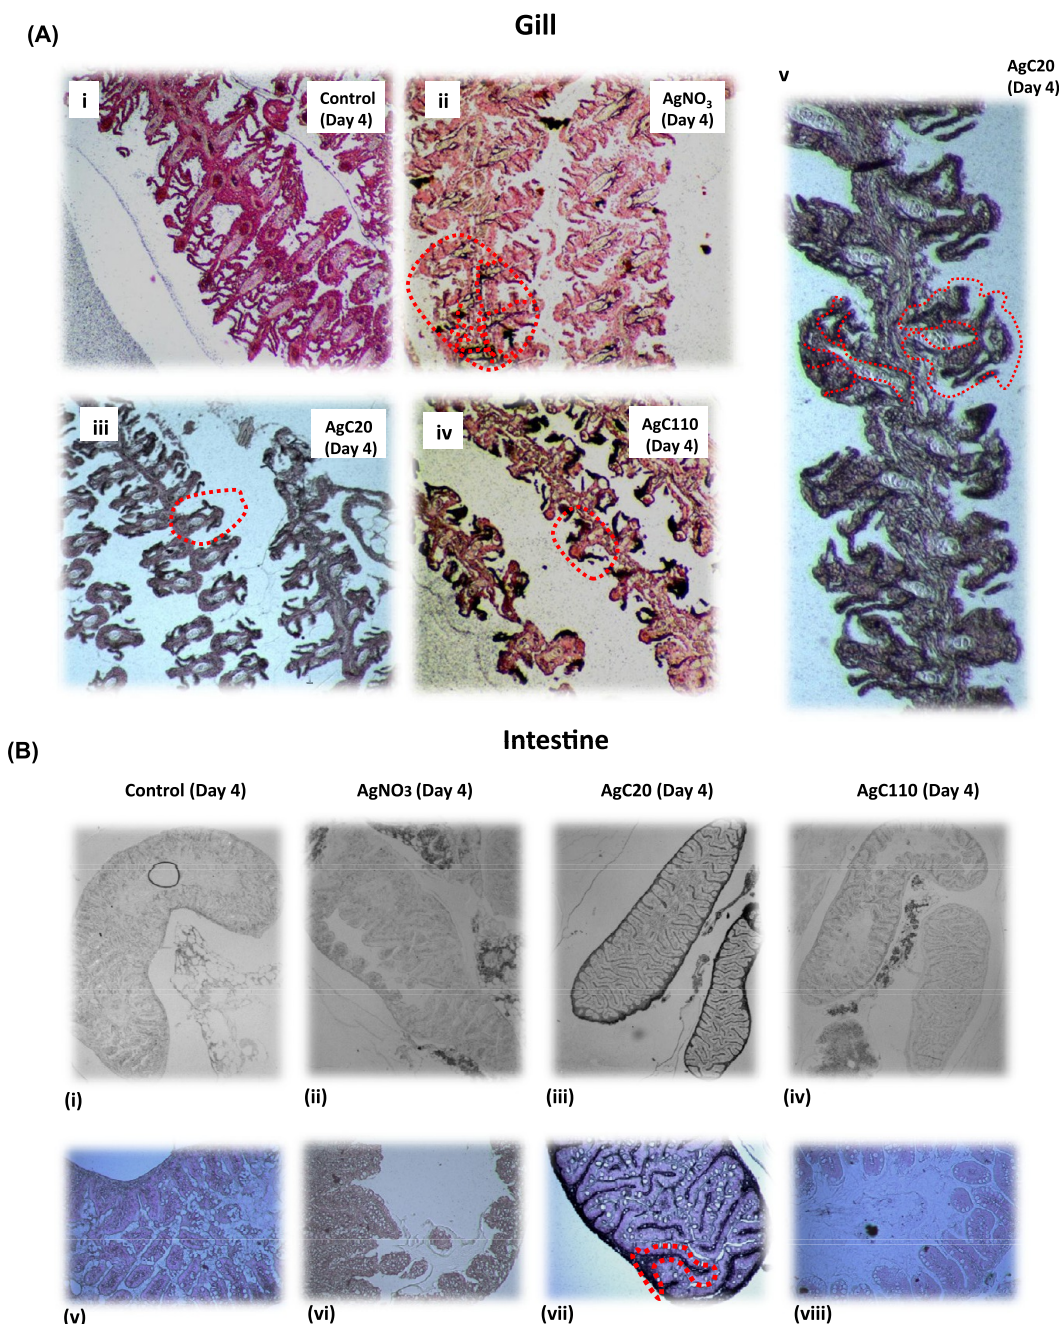 Gill
(A)
i
Control
(Day 4)
ii
AgNO₃
(Day 4)
v
AgC20
(Day 4)
iii
AgC20
(Day 4)
iv
AgC110
(Day 4)
Intestine
(B)
Control (Day 4)
AgNO3 (Day 4)
AgC20 (Day 4)
AgC110 (Day 4)
(i)
(ii)
(iii)
(iv)
(v)
(vi)
(vii)
(viii)